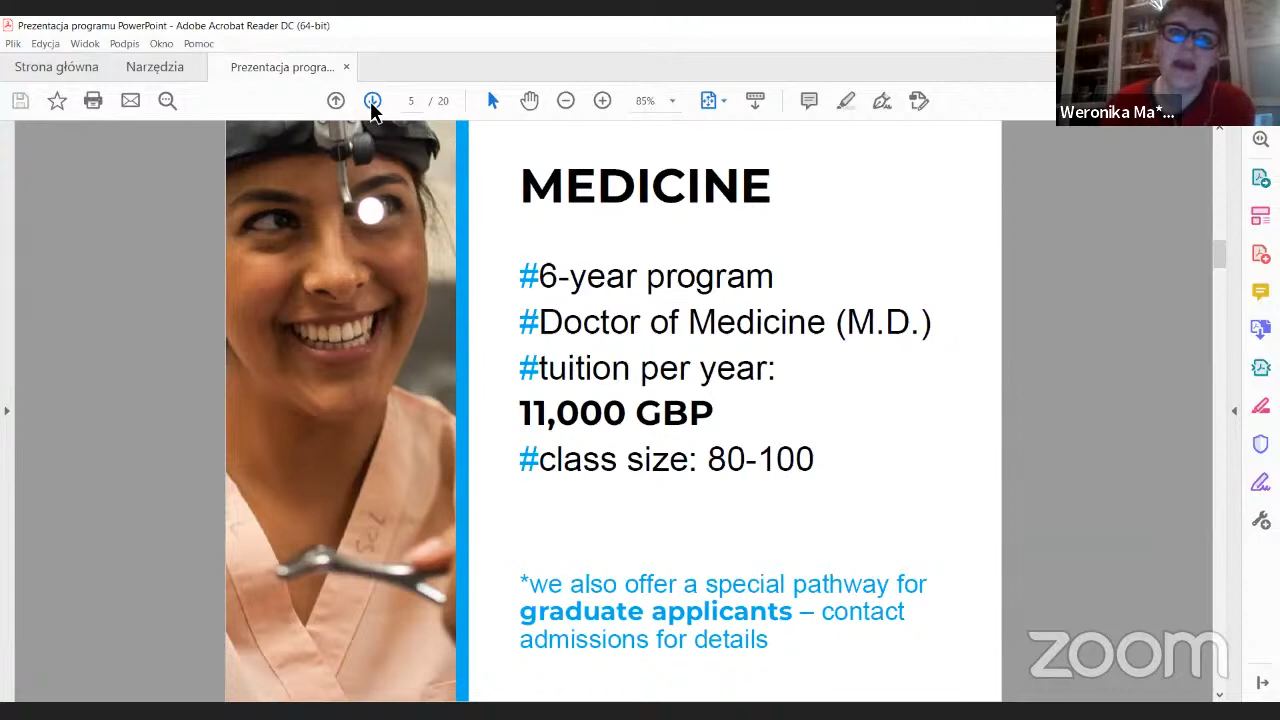 Prezentacja programu PowerPoint - Adobe Acrobat Reader DC (64-bit)
Plik Edycja Widok Podpis Okno Pomoc
Strona główna Narzędzia Prezentacja progra... ×
5 / 20 85%
Weronika Ma*...
MEDICINE
#6-year program
#Doctor of Medicine (M.D.)
#tuition per year:
11,000 GBP
#class size: 80-100
*we also offer a special pathway for
graduate applicants – contact
admissions for details
zoom